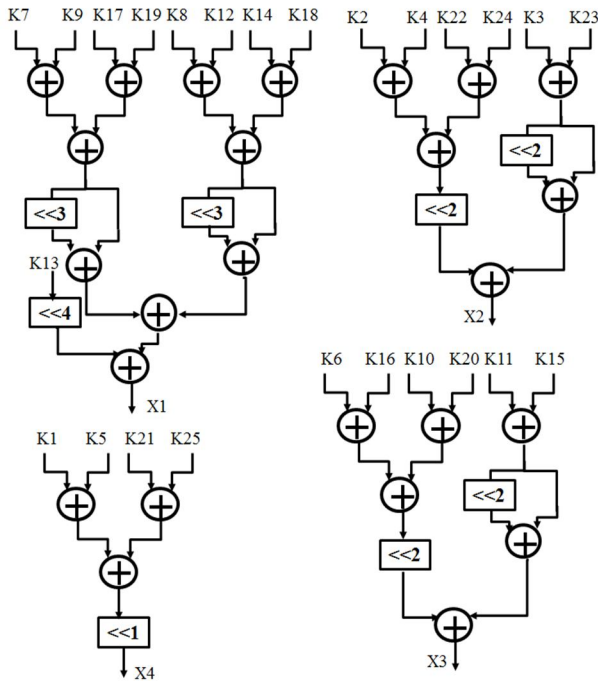 K7 K9 K17 K19 K8 K12 K14 K18
<<3 <<3
K13
<<4
X1
K2 K4 K22 K24 K3 K23
<<2
<<2
X2
K1 K5 K21 K25
<<1
X4
K6 K16 K10 K20 K11 K15
<<2
<<2
X3